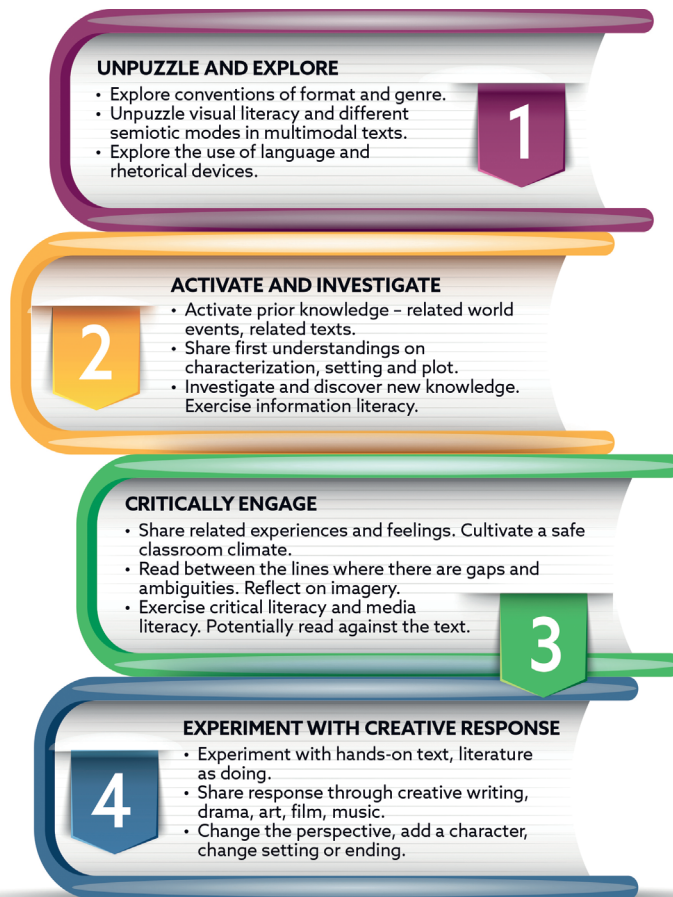 UNPUZZLE AND EXPLORE
• Explore conventions of format and genre.
• Unpuzzle visual literacy and different
semiotic modes in multimodal texts.
• Explore the use of language and
rhetorical devices.
1
ACTIVATE AND INVESTIGATE
• Activate prior knowledge – related world
events, related texts.
• Share first understandings on
characterization, setting and plot.
• Investigate and discover new knowledge.
Exercise information literacy.
2
CRITICALLY ENGAGE
• Share related experiences and feelings. Cultivate a safe
classroom climate.
• Read between the lines where there are gaps and
ambiguities. Reflect on imagery.
• Exercise critical literacy and media
literacy. Potentially read against the text.
3
EXPERIMENT WITH CREATIVE RESPONSE
• Experiment with hands-on text, literature
as doing.
• Share response through creative writing,
drama, art, film, music.
• Change the perspective, add a character,
change setting or ending.
4